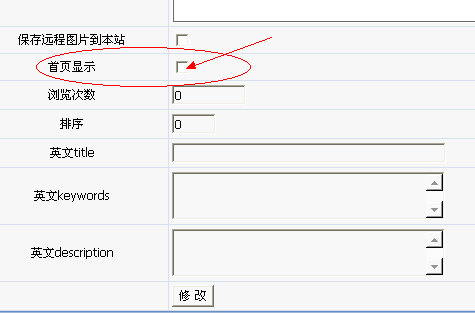 保存远程图片到本站
首页显示
浏览次数 0
排序 0
英文title
英文keywords
英文description
修 改